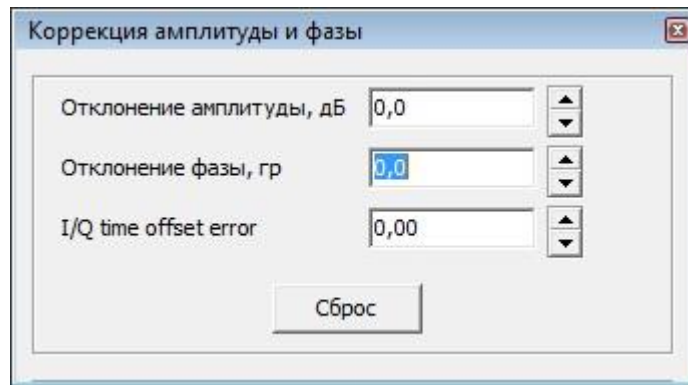 Коррекция амплитуды и фазы
Отклонение амплитуды, дБ 0,0
Отклонение фазы, гр 0,0
I/Q time offset error 0,00
Сброс